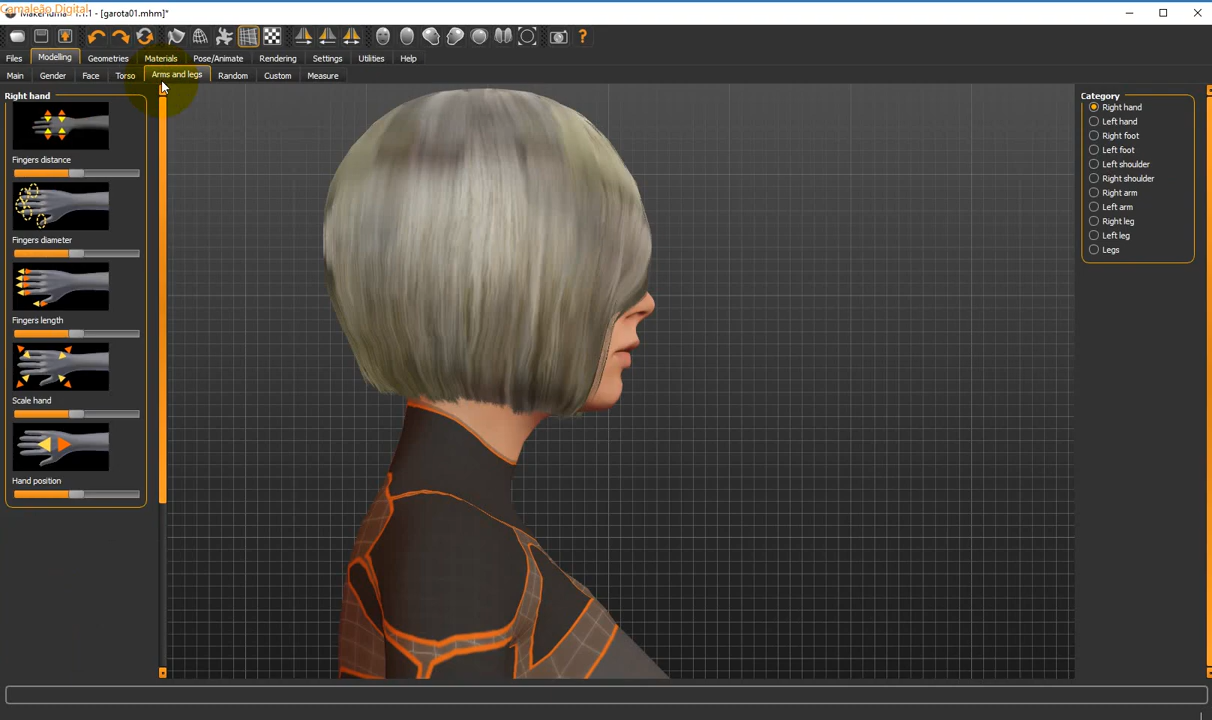 Camaleão Digital
MakeHuman 1.1.1 - [garota01.mhm]*
Files Modelling Geometries Materials Pose/Animate Rendering Settings Utilities Help
Main Gender Face Torso Arms and legs Random Custom Measure
Right hand
Fingers distance
Fingers diameter
Fingers length
Scale hand
Hand position
Category
Right hand
Left hand
Right foot
Left foot
Left shoulder
Right shoulder
Right arm
Left arm
Right leg
Left leg
Legs